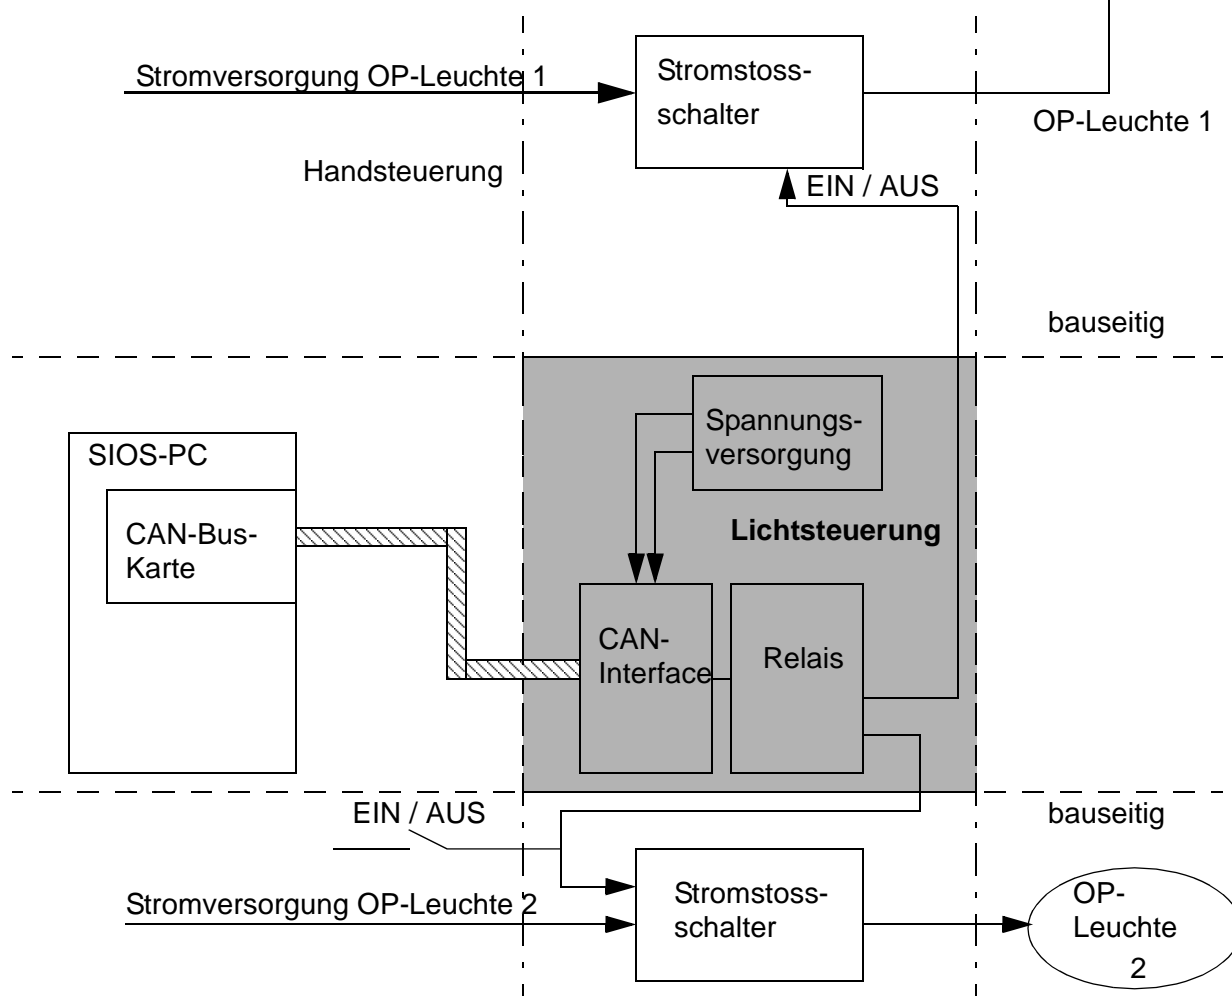 Stromversorgung OP-Leuchte 1
Stromstoss-
schalter
OP-Leuchte 1
Handsteuerung
EIN / AUS
bauseitig
Spannungs-
versorgung
SIOS-PC
CAN-Bus-
Karte
Lichtsteuerung
CAN-
Interface
Relais
EIN / AUS
bauseitig
Stromversorgung OP-Leuchte 2
Stromstoss-
schalter
OP-
Leuchte
2